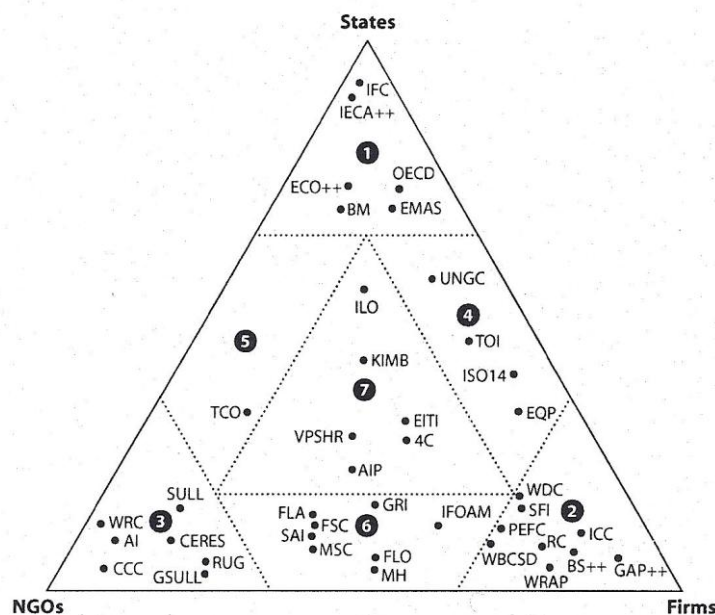 States
IFC
IECA++
1
OECD
ECO++
BM
EMAS
UNGC
ILO
4
5
TOI
KIMB
ISO14
7
TCO
EQP
EITI
VPSHR
4C
AIP
WDC
SULL
GRI
SFI
FLA
IFOAM
2
WRC
3
FSC
6
PEFC
ICC
AI
CERES
SAI
RC
MSC
WBCSD
BS++
CCC
RUG
FLO
GAP++
GSULL
MH
WRAP
NGOs
Firms